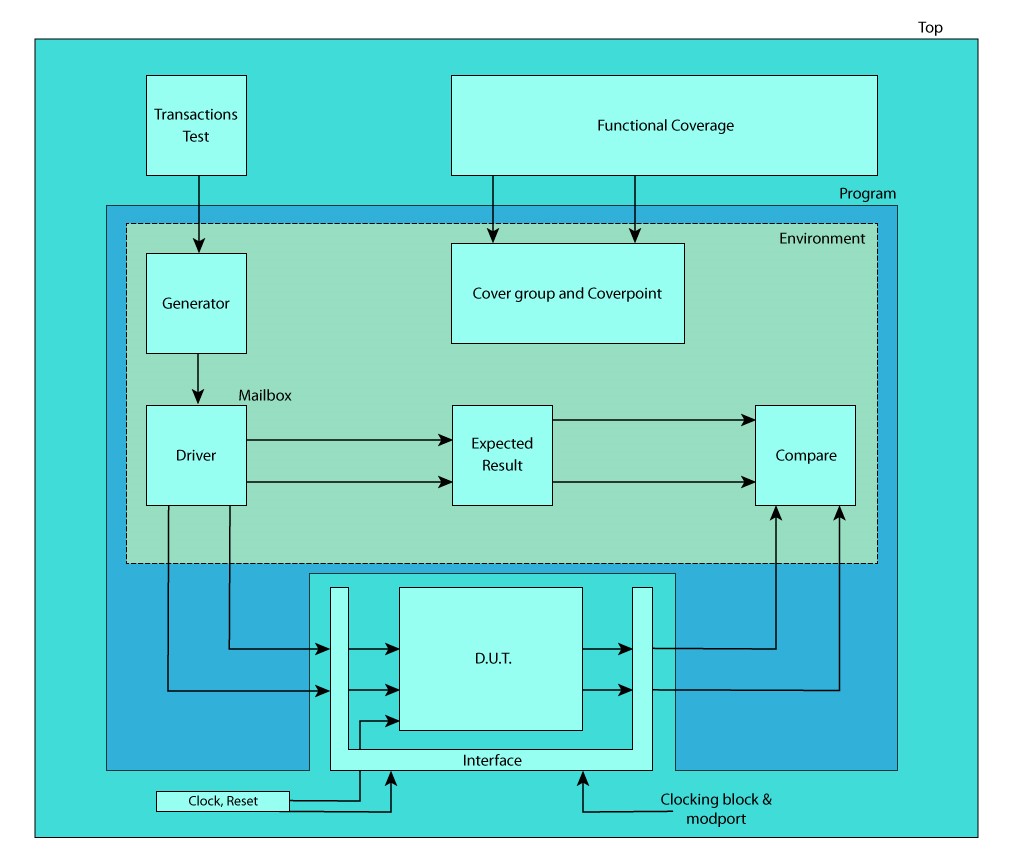 Top
Transactions
Test
Functional Coverage
Program
Environment
Generator
Cover group and Coverpoint
Mailbox
Driver
Expected
Result
Compare
D.U.T.
Interface
Clock, Reset
Clocking block &
modport